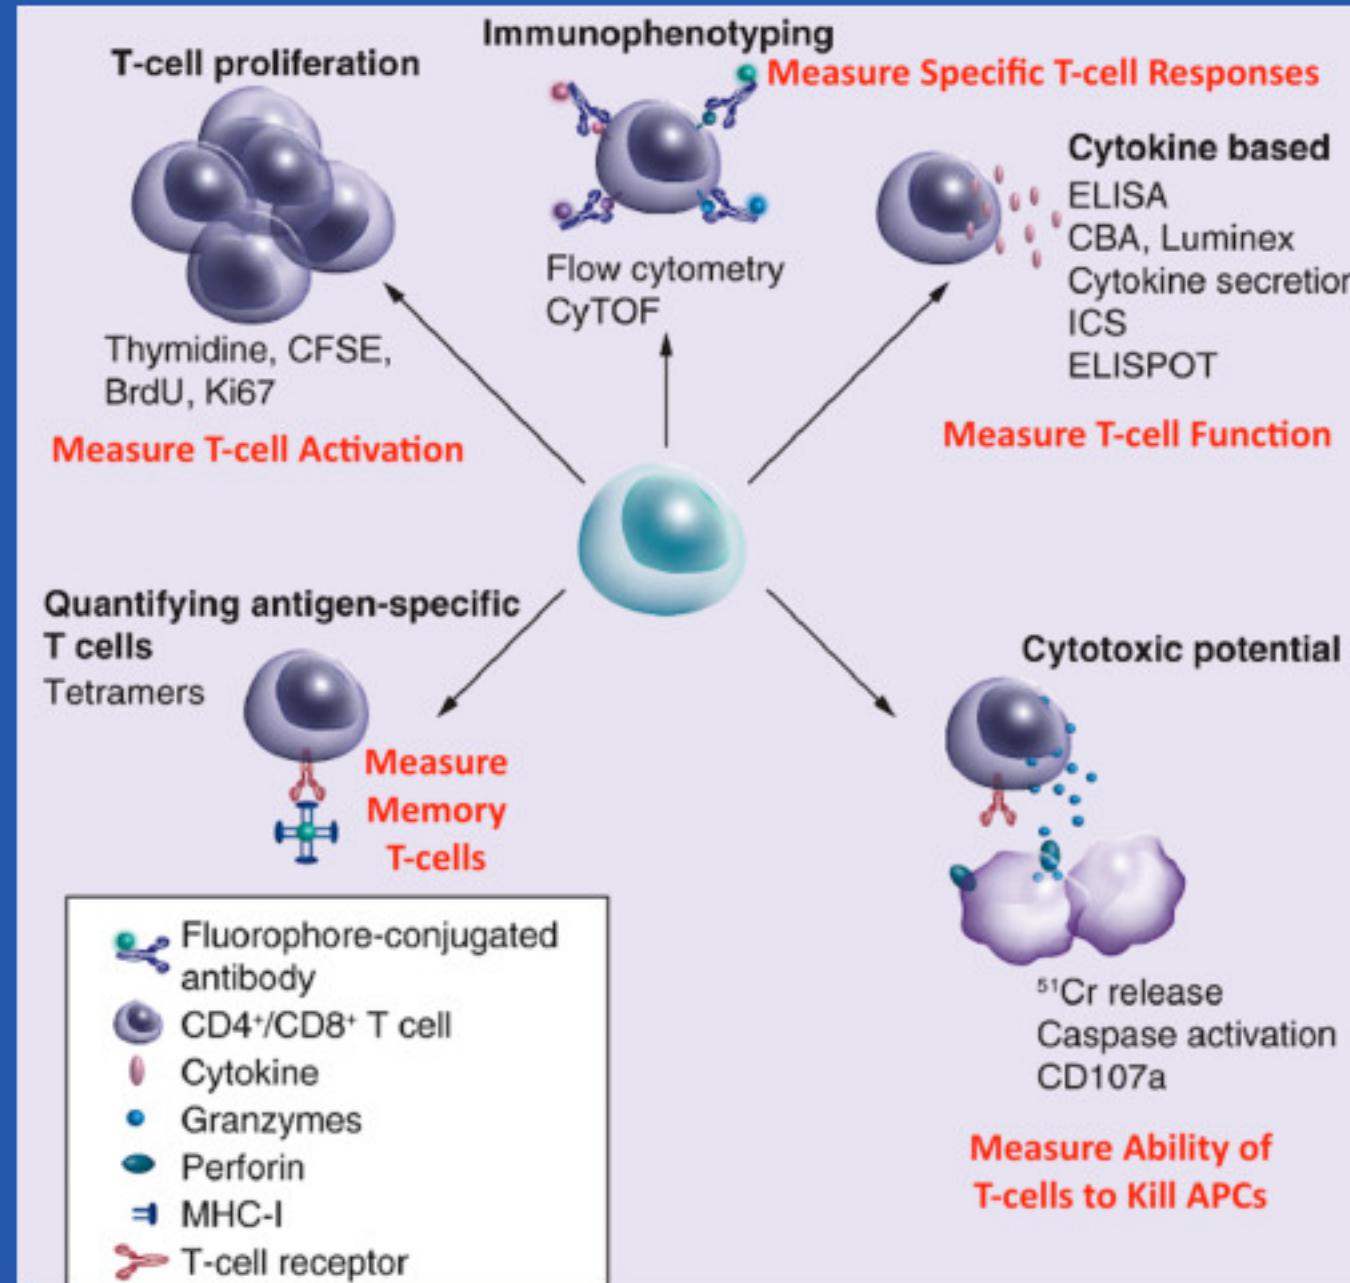 T-cell proliferation
Immunophenotyping
Measure Specific T-cell Responses
Cytokine based
ELISA
CBA, Luminex
Cytokine secretion
ICS
ELISPOT
Flow cytometry
CyTOF
Thymidine, CFSE,
BrdU, Ki67
Measure T-cell Activation
Measure T-cell Function
Quantifying antigen-specific
T cells
Tetramers
Measure
Memory
T-cells
Cytotoxic potential
⁵¹Cr release
Caspase activation
CD107a
Measure Ability of
T-cells to Kill APCs
Fluorophore-conjugated
antibody
CD4⁺/CD8⁺ T cell
Cytokine
Granzymes
Perforin
MHC-I
T-cell receptor